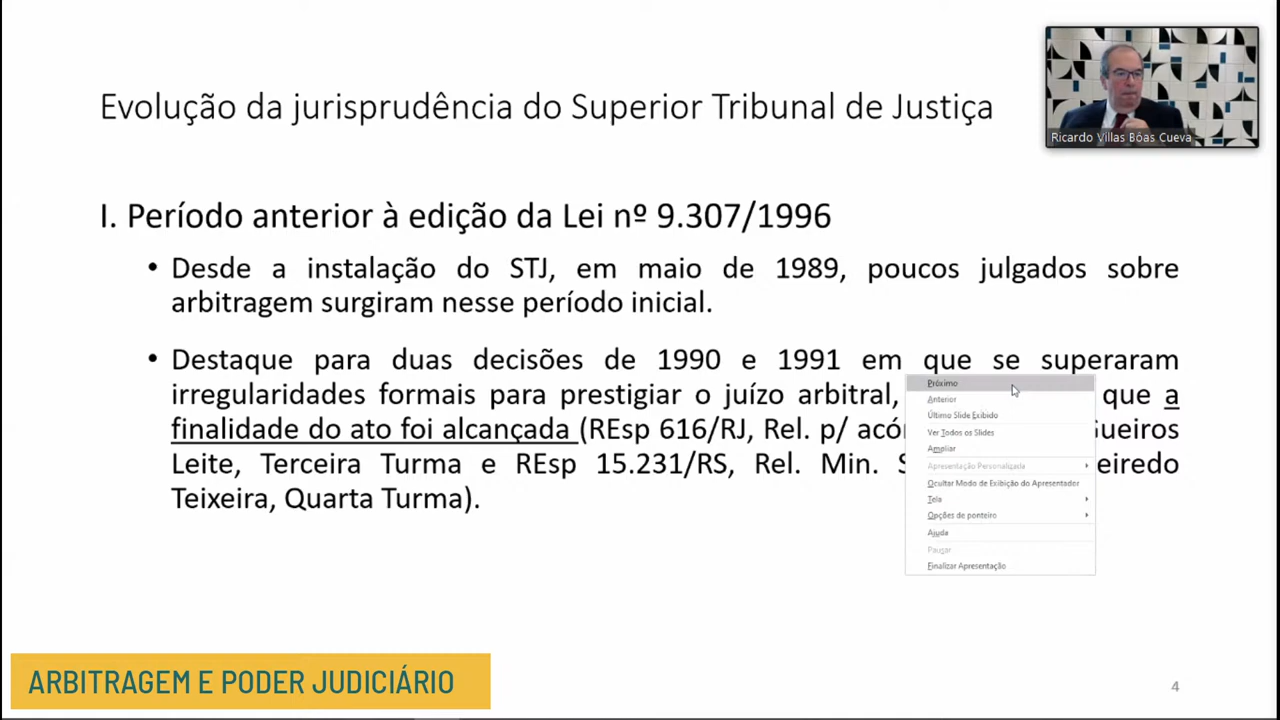 Evolução da jurisprudência do Superior Tribunal de Justiça
Ricardo Villas Bôas Cueva
I. Período anterior à edição da Lei nº 9.307/1996
• Desde a instalação do STJ, em maio de 1989, poucos julgados sobre
arbitragem surgiram nesse período inicial.
• Destaque para duas decisões de 1990 e 1991 em que se superaram
irregularidades formais para prestigiar o juízo arbitral, que a
finalidade do ato foi alcançada (REsp 616/RJ, Rel. p/ Gueiros
Leite, Terceira Turma e REsp 15.231/RS, Rel. Min.
Teixeira, Quarta Turma).
Próximo
Anterior
Último Slide Exibido
Ver Todos os Slides
Ampliar
Apresentação Personalizada
Ocultar Modo de Exibição do Apresentador
Tela
Opções de ponteiro
Ajuda
Pausar
Finalizar Apresentação
ARBITRAGEM E PODER JUDICIÁRIO
4